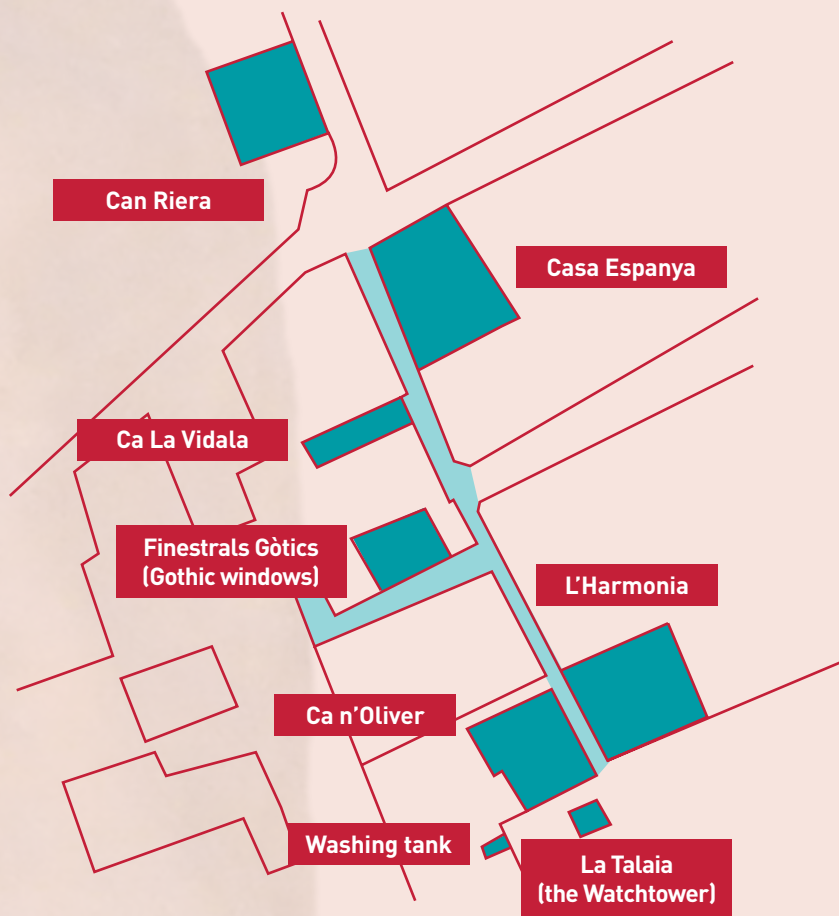 Can Riera
Casa Espanya
Ca La Vidala
Finestrals Gòtics
(Gothic windows)
L'Harmonia
Ca n'Oliver
Washing tank
La Talaia
(the Watchtower)